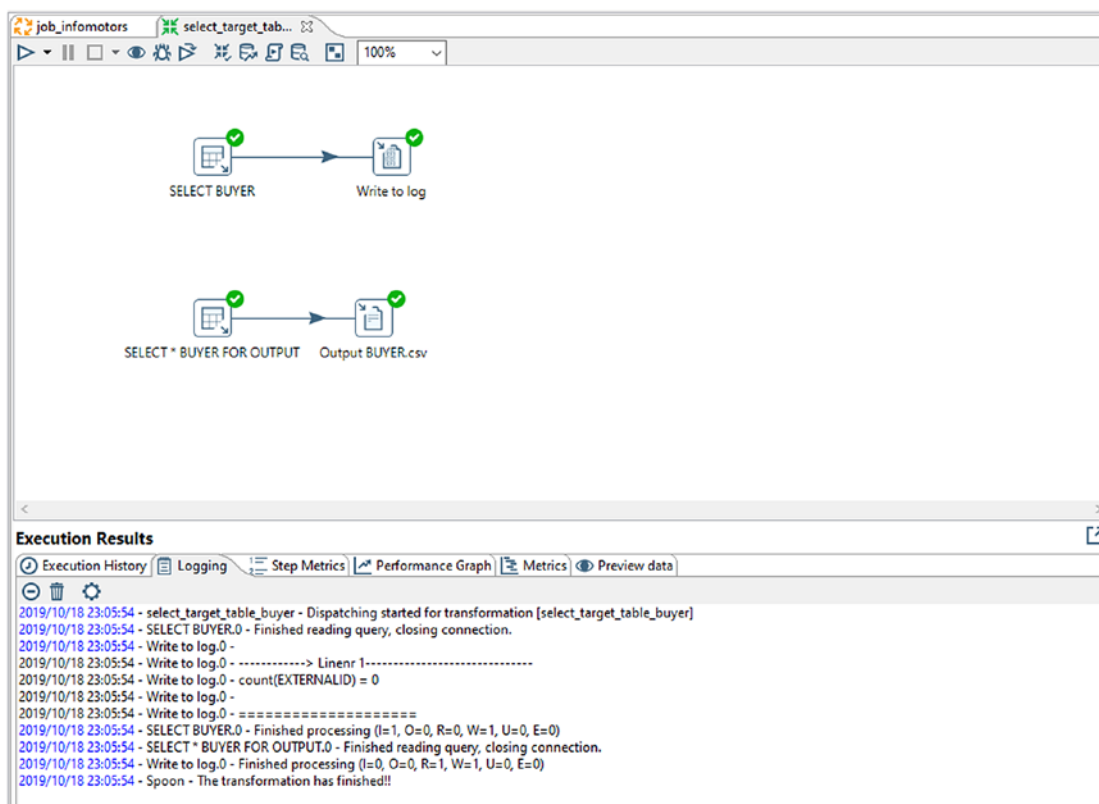 job_infomotors select_target_tab...
100%
SELECT BUYER Write to log
SELECT * BUYER FOR OUTPUT Output BUYER.csv
Execution Results
Execution History Logging Step Metrics Performance Graph Metrics Preview data
2019/10/18 23:05:54 - select_target_table_buyer - Dispatching started for transformation [select_target_table_buyer]
2019/10/18 23:05:54 - SELECT BUYER.0 - Finished reading query, closing connection.
2019/10/18 23:05:54 - Write to log.0 -
2019/10/18 23:05:54 - Write to log.0 - ------------> Linenr 1------------------------------
2019/10/18 23:05:54 - Write to log.0 - count(EXTERNALID) = 0
2019/10/18 23:05:54 - Write to log.0 -
2019/10/18 23:05:54 - Write to log.0 - ====================
2019/10/18 23:05:54 - SELECT BUYER.0 - Finished processing (I=1, O=0, R=0, W=1, U=0, E=0)
2019/10/18 23:05:54 - SELECT * BUYER FOR OUTPUT.0 - Finished reading query, closing connection.
2019/10/18 23:05:54 - Write to log.0 - Finished processing (I=0, O=0, R=1, W=1, U=0, E=0)
2019/10/18 23:05:54 - Spoon - The transformation has finished!!